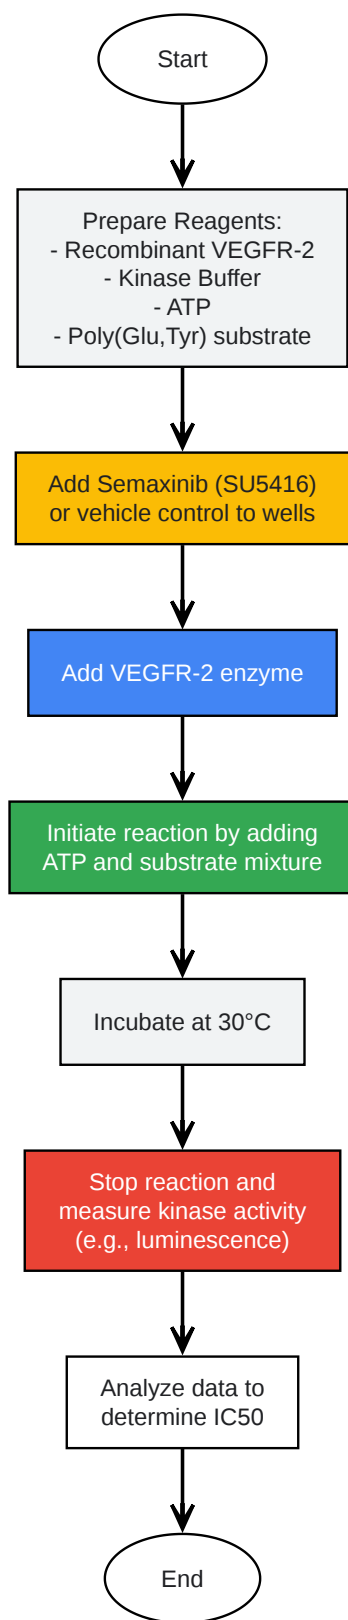 Start
Prepare Reagents:
- Recombinant VEGFR-2
- Kinase Buffer
- ATP
- Poly(Glu,Tyr) substrate
Add Semaxinib (SU5416)
or vehicle control to wells
Add VEGFR-2 enzyme
Initiate reaction by adding
ATP and substrate mixture
Incubate at 30°C
Stop reaction and
measure kinase activity
(e.g., luminescence)
Analyze data to
determine IC50
End